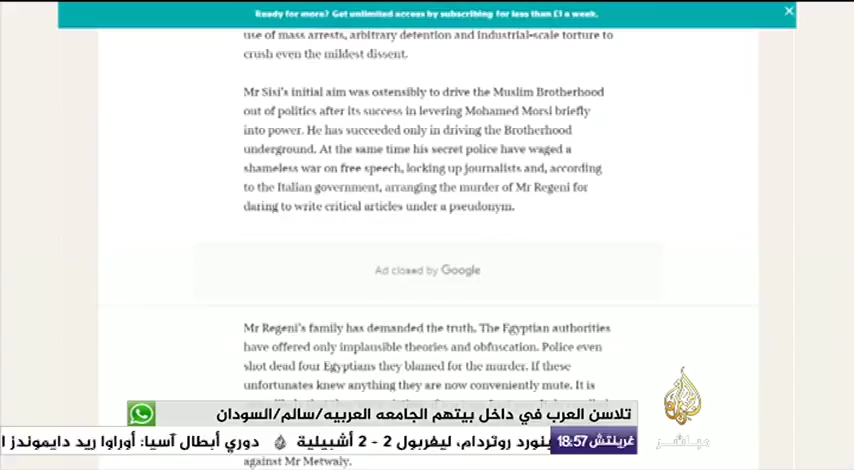 Ready for more? Get unlimited access by subscribing for less than £1 a week.
use of mass arrests, arbitrary detention and industrial-scale torture to
crush even the mildest dissent.
Mr Sisi's initial aim was ostensibly to drive the Muslim Brotherhood
out of politics after its success in levering Mohamed Morsi briefly
into power. He has succeeded only in driving the Brotherhood
underground. At the same time his secret police have waged a
shameless war on free speech, locking up journalists and, according
to the Italian government, arranging the murder of Mr Regeni for
daring to write critical articles under a pseudonym.
Ad closed by Google
Mr Regeni's family has demanded the truth. The Egyptian authorities
have offered only implausible theories and obfuscation. Police even
shot dead four Egyptians they blamed for the murder. If these
unfortunates knew anything they are now conveniently mute. It is
تلاسن العرب في داخل بيتهم الجامعه العربيه/سالم/السودان
غرينتش 18:57
ينورد روتردام، ليفربول 2 - 2 أشبيلية
دوري أبطال آسيا: أوراوا ريد دايموندز
against Mr Metwaly.
مباشر